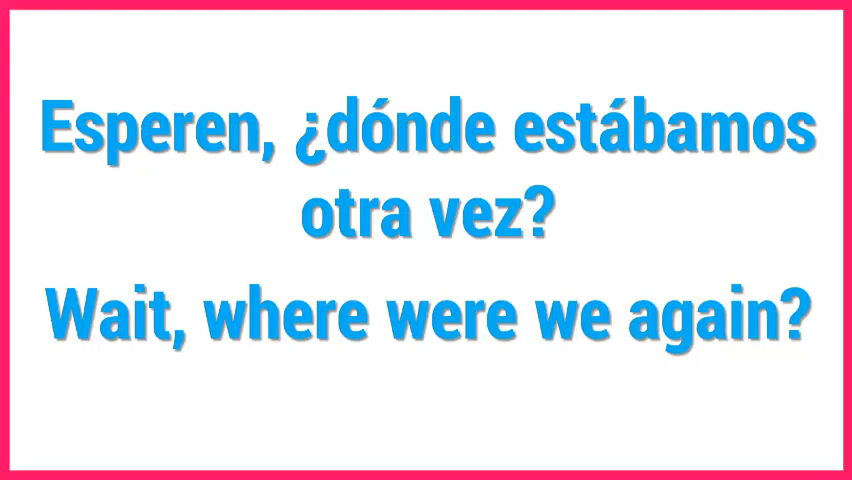 Esperen, ¿dónde estábamos
otra vez?
Wait, where were we again?